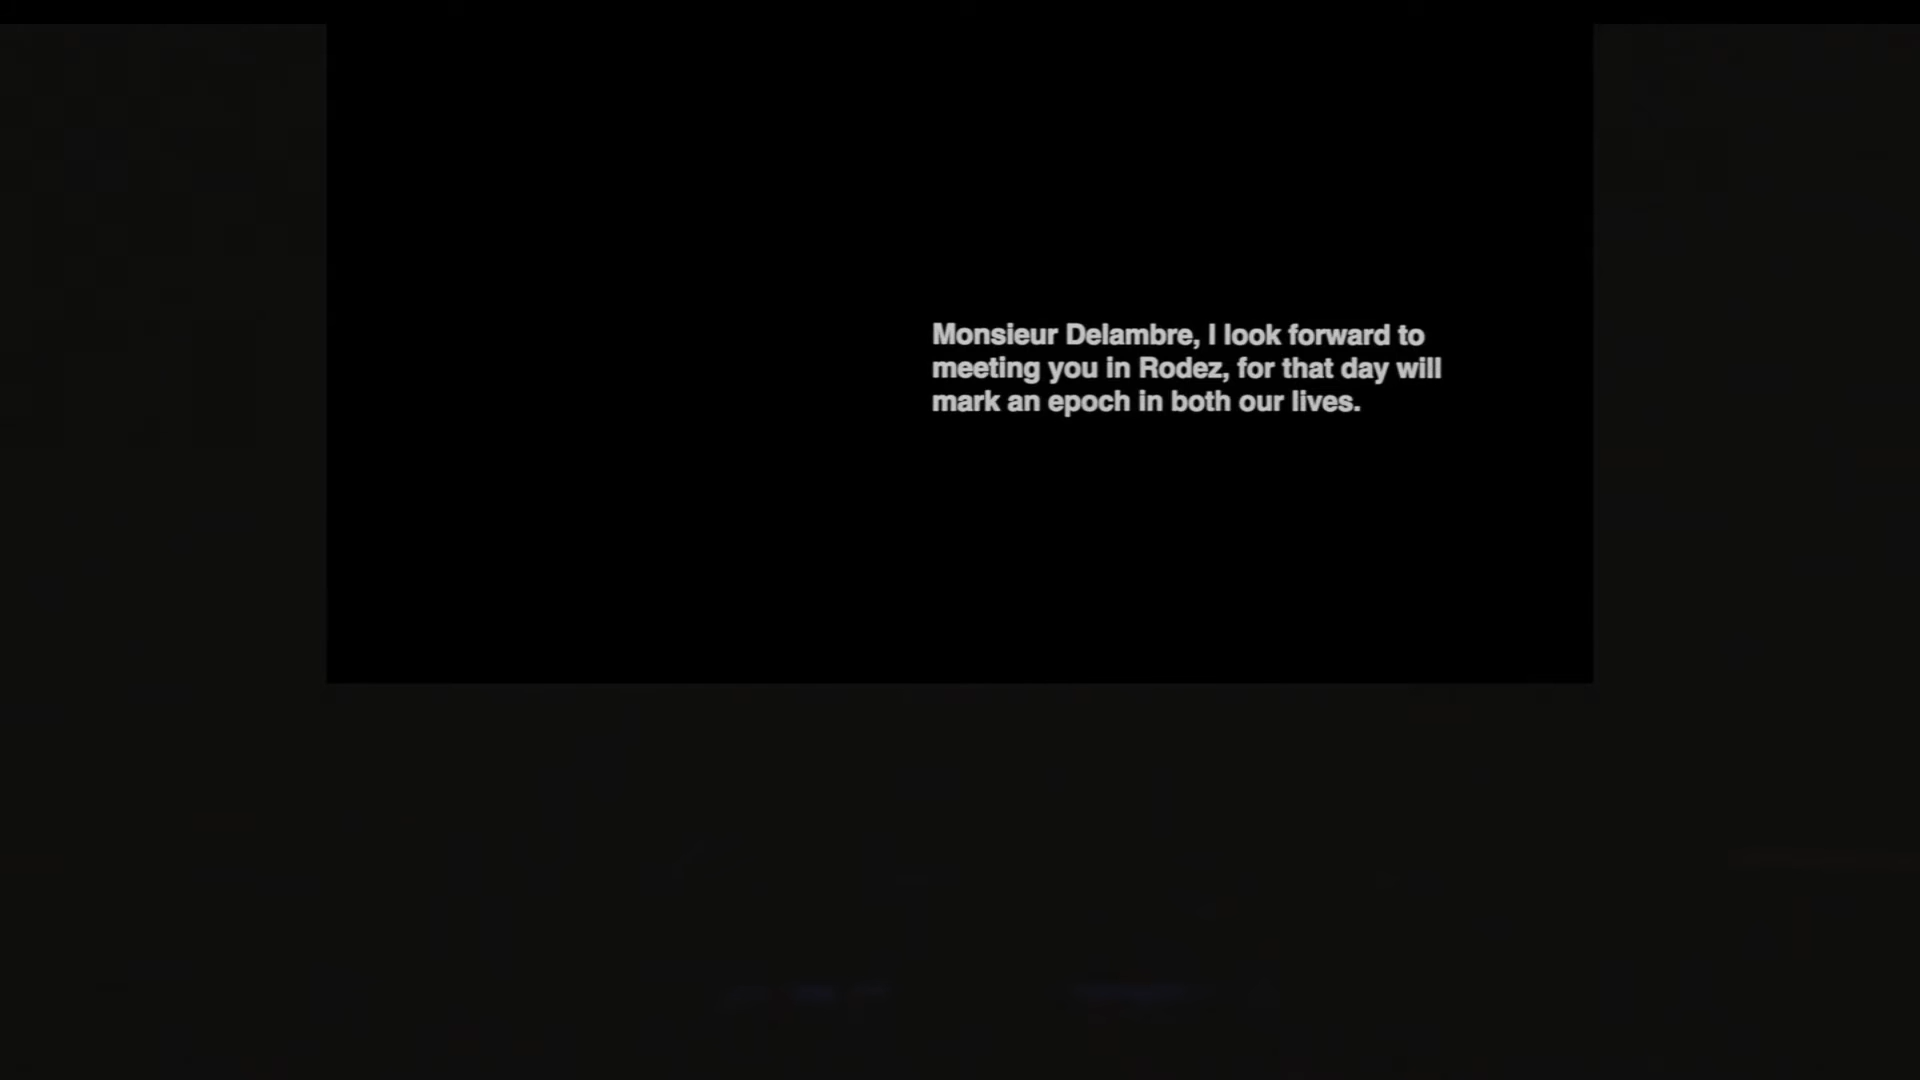 Monsieur Delambre, I look forward to
meeting you in Rodez, for that day will
mark an epoch in both our lives.